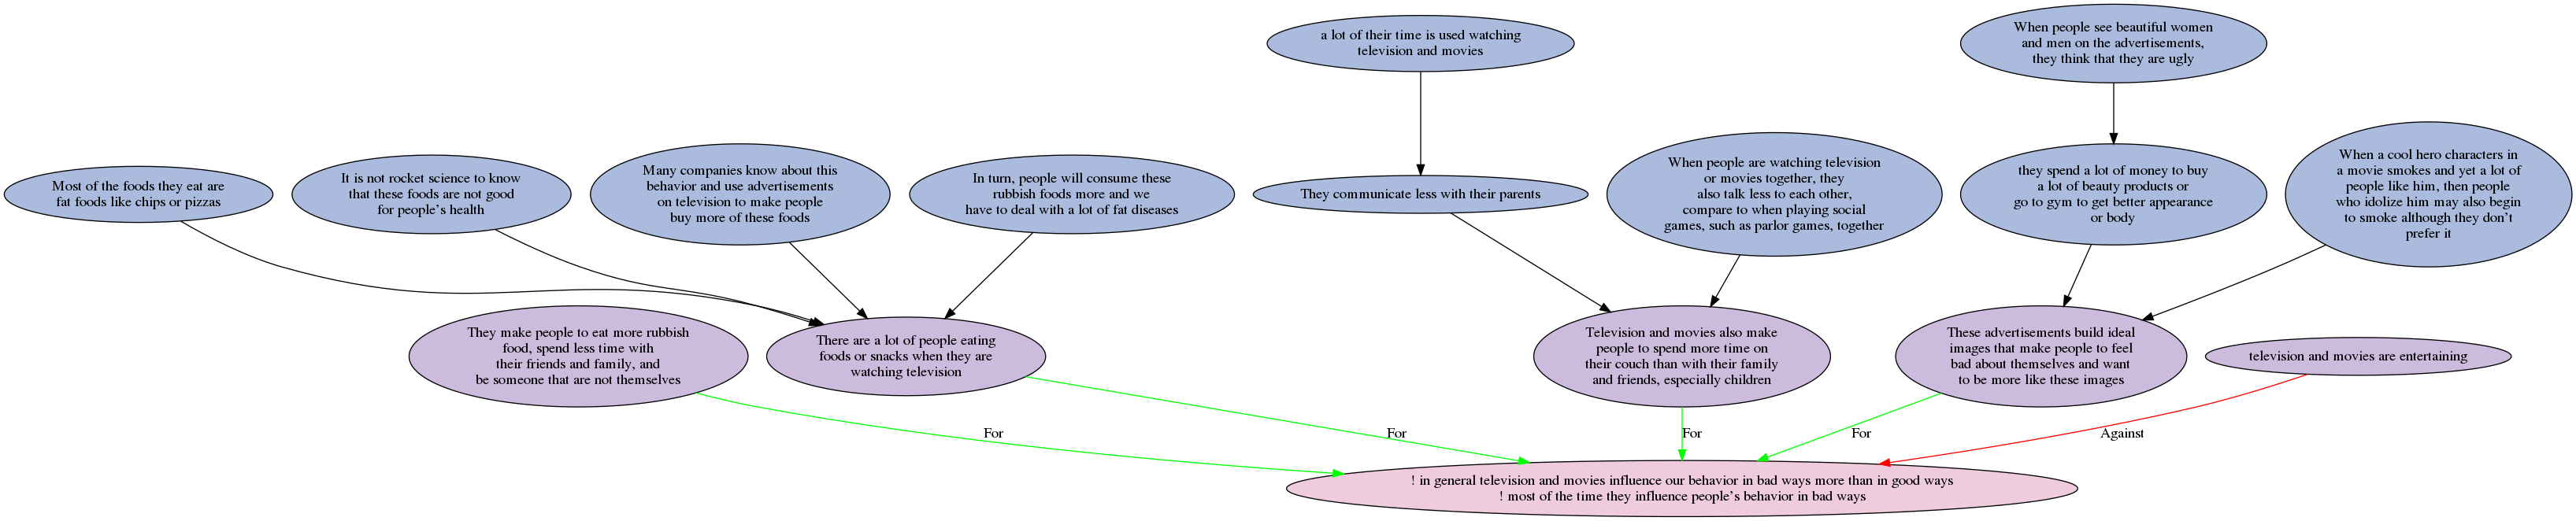 a lot of their time is used watching
television and movies
When people see beautiful women
and men on the advertisements,
they think that they are ugly
Most of the foods they eat are
fat foods like chips or pizzas
It is not rocket science to know
that these foods are not good
for people's health
Many companies know about this
behavior and use advertisements
on television to make people
buy more of these foods
In turn, people will consume these
rubbish foods more and we
have to deal with a lot of fat diseases
They communicate less with their parents
When people are watching television
or movies together, they
also talk less to each other,
compare to when playing social
games, such as parlor games, together
they spend a lot of money to buy
a lot of beauty products or
go to gym to get better appearance
or body
When a cool hero characters in
a movie smokes and yet a lot of
people like him, then people
who idolize him may also begin
to smoke although they don't
prefer it
They make people to eat more rubbish
food, spend less time with
their friends and family, and
be someone that are not themselves
There are a lot of people eating
foods or snacks when they are
watching television
Television and movies also make
people to spend more time on
their couch than with their family
and friends, especially children
These advertisements build ideal
images that make people to feel
bad about themselves and want
to be more like these images
television and movies are entertaining
For
For
For
For
Against
! in general television and movies influence our behavior in bad ways more than in good ways
! most of the time they influence people's behavior in bad ways